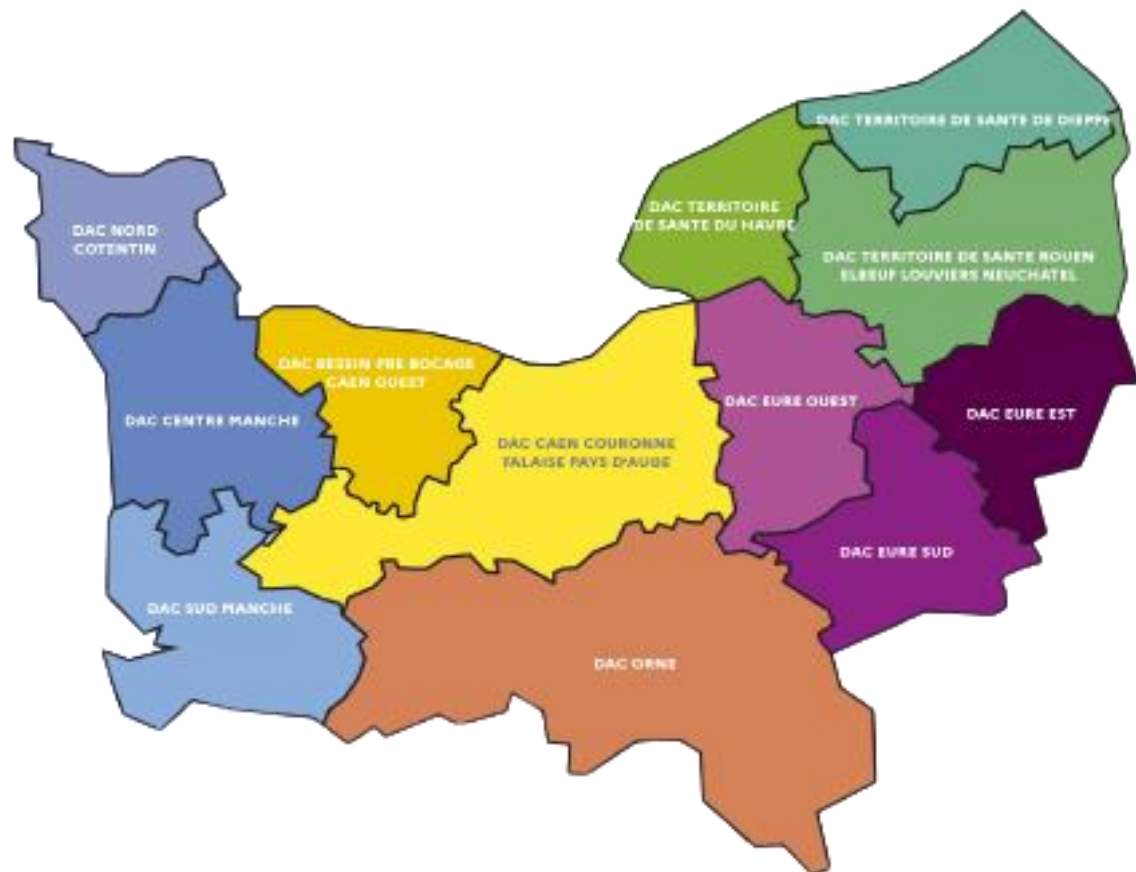 DAC TERRITOIRE DE SANTE DE DIEPPE
DAC TERRITOIRE
DE SANTE DU HAVRE
DAC NORD
COTENTIN
DAC TERRITOIRE DE SANTE ROUEN
ELBEUF LOUVIERS NEUCHATEL
DAC BESSIN PRE BOCAGE
CAEN OUEST
DAC EURE OUEST
DAC EURE EST
DAC CENTRE MANCHE
DAC CAEN COURONNE
FALAISE PAYS D'AUGE
DAC EURE SUD
DAC SUD MANCHE
DAC ORNE